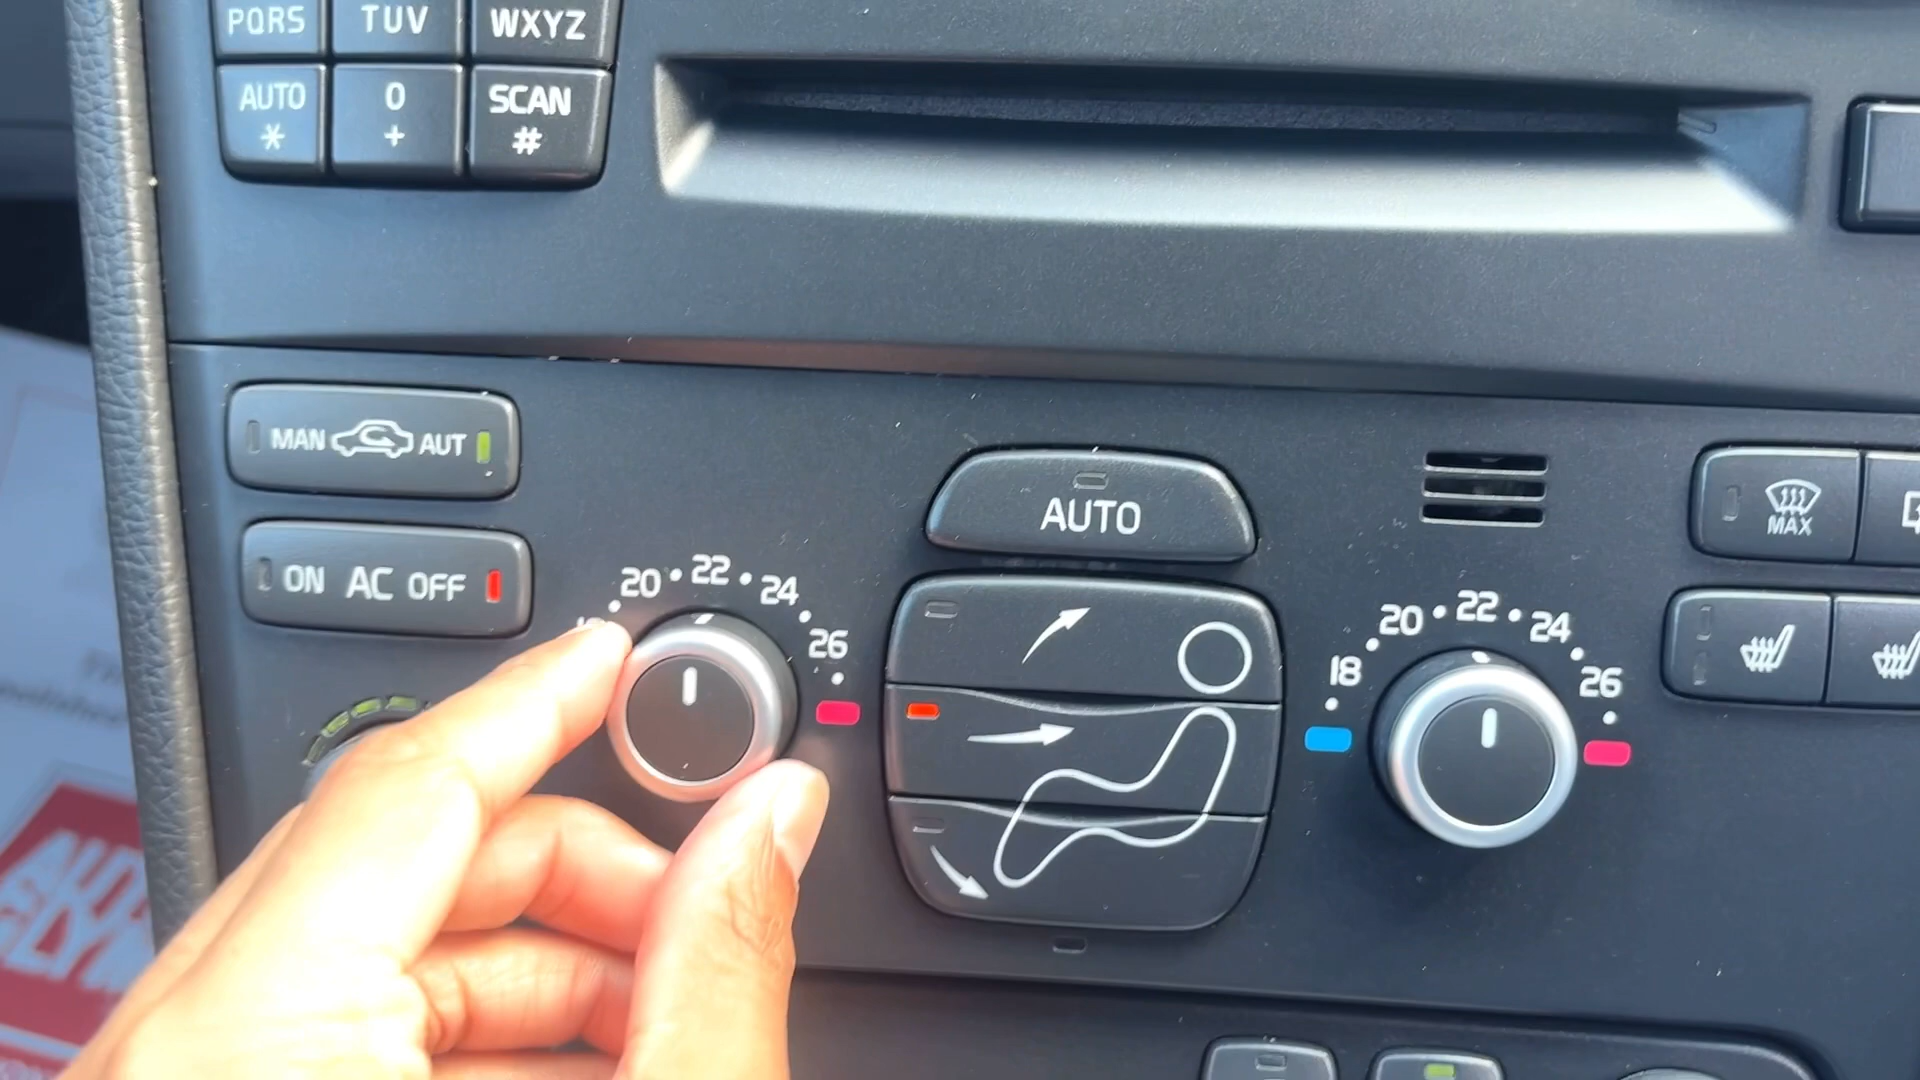 PQRS TUV WXYZ
AUTO 0 SCAN
* + #
MAN AUT
ON AC OFF
20 22 24 26
AUTO
18 20 22 24 26
MAX